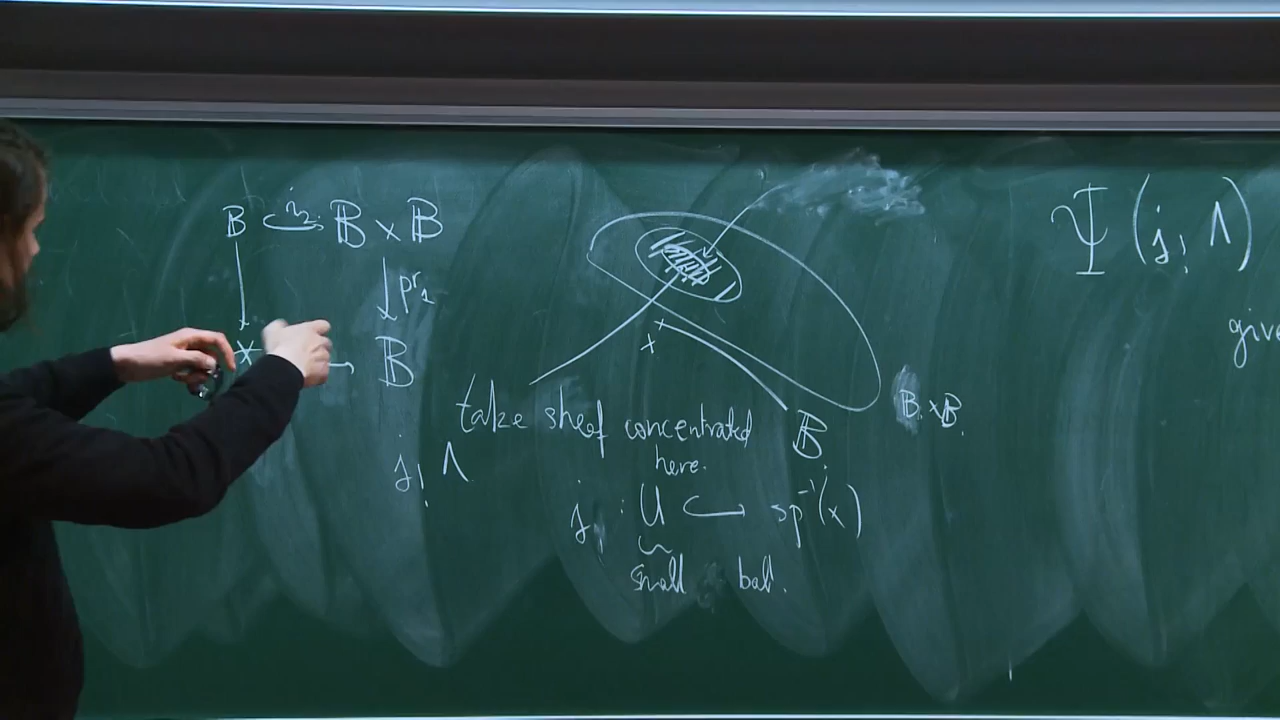 B ↪ 𝔹 × 𝔹
↓ pr₁
* → 𝔹
j! Λ
x
𝔹
𝔹 × 𝔹
take sheaf concentrated
here.
j : U ↪ sp⁻¹(x)
small ball.
Ψ (j! Λ)
give